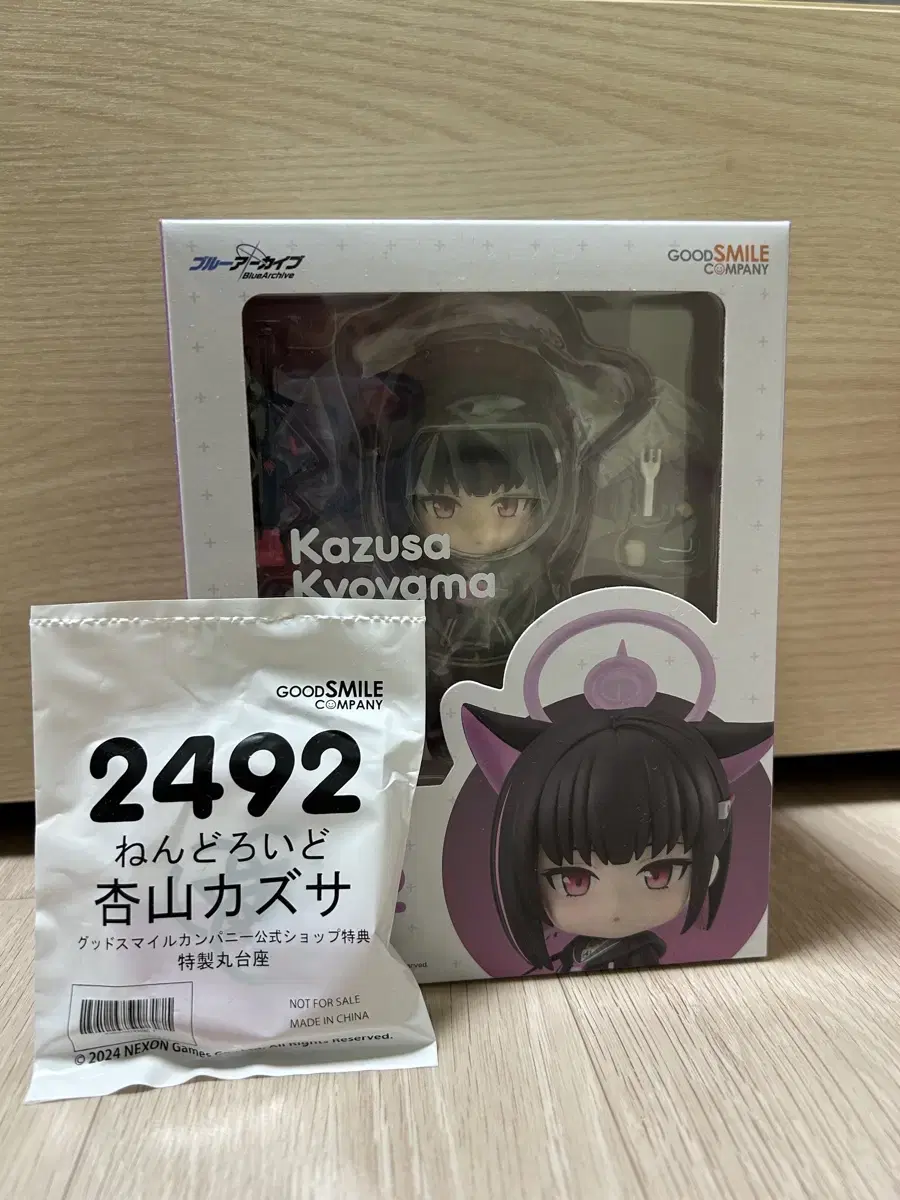 ブルーアーカイブ
BlueArchive
GOOD SMILE
COMPANY
Kazusa
Kyoyama
GOOD SMILE
COMPANY
2492
ねんどろいど
杏山カズサ
グッドスマイルカンパニー公式ショップ特典
特製丸台座
NOT FOR SALE
MADE IN CHINA
© 2024 NEXON Games All Rights Reserved.